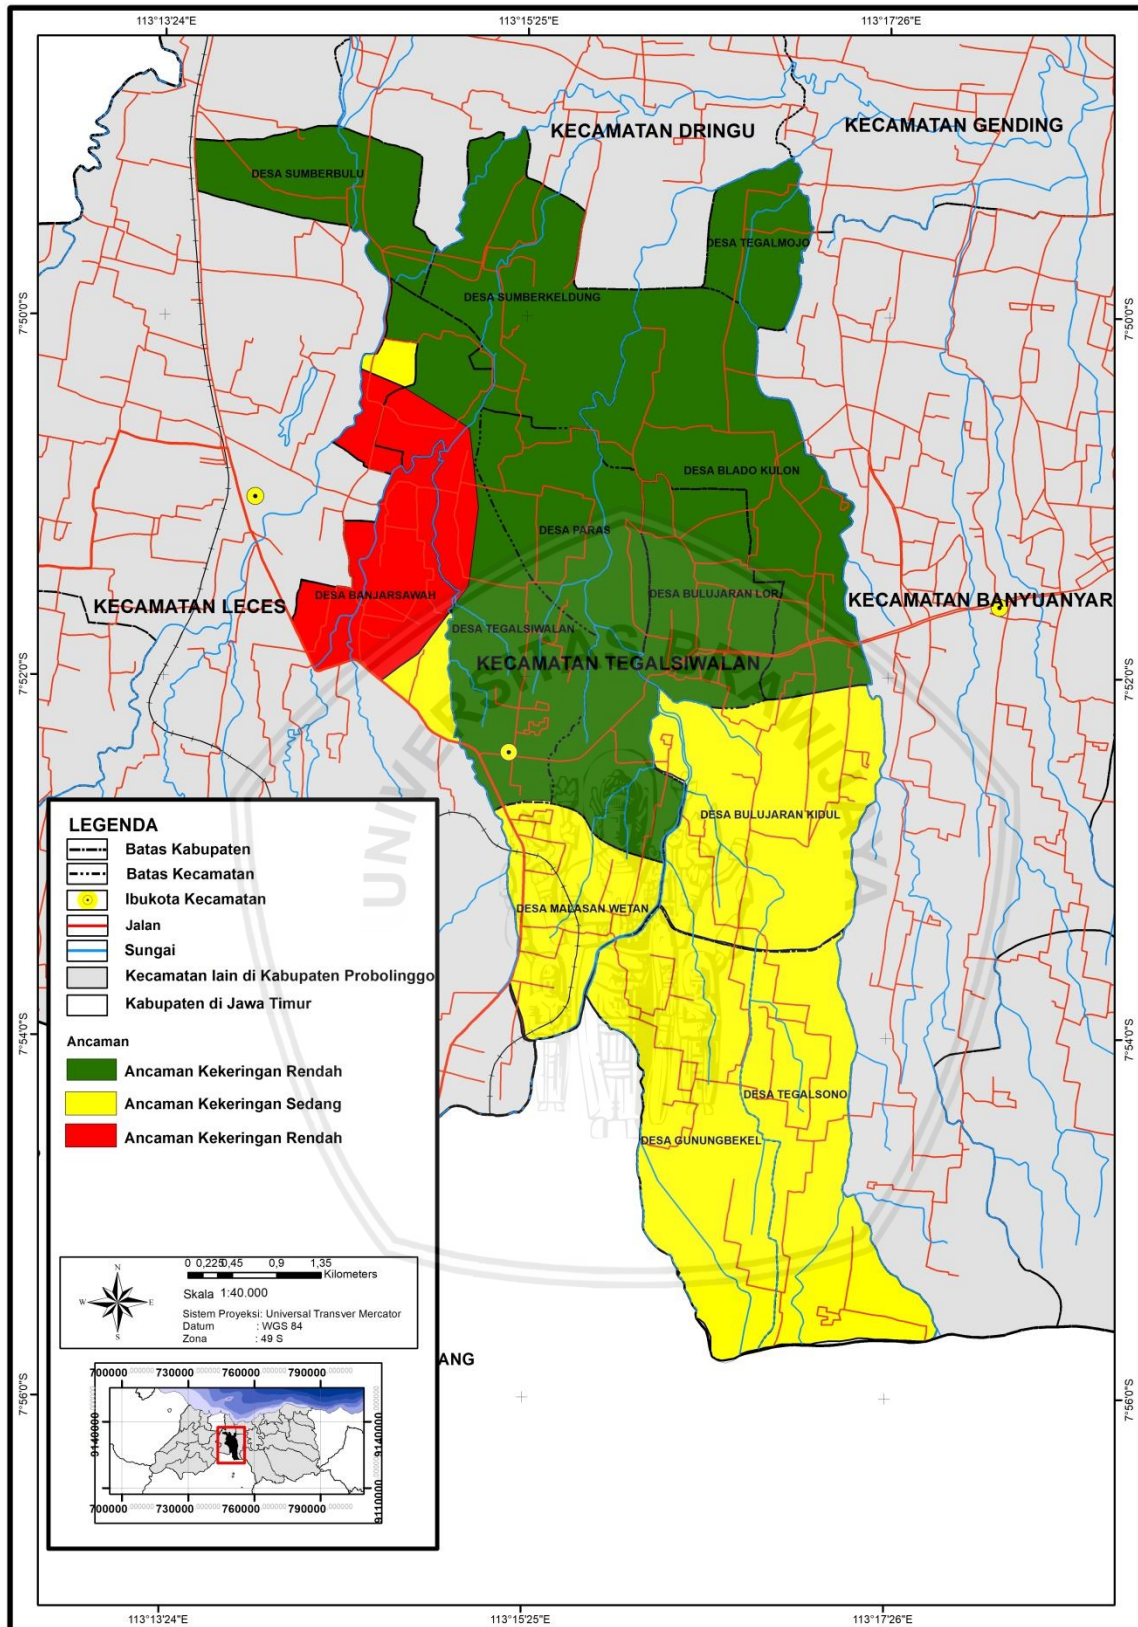 113°13'24"E
113°15'25"E
113°17'26"E
KECAMATAN DRINGU
KECAMATAN GENDING
DESA SUMBERBULU
DESA TEGALMOJO
DESA SUMBERKELDUNG
7°50'0"S
7°50'0"S
DESA BLADO KULON
DESA PARAS
DESA BANJARSAWAH
DESA BULUJARAN LOR
KECAMATAN LECES
KECAMATAN BANYUANYAR
DESA TEGALSIWALAN
KECAMATAN TEGALSIWALAN
7°52'0"S
7°52'0"S
UNIVERSITAS BRAWIJAYA
DESA BULUJARAN KIDUL
DESA MALASAN WETAN
7°54'0"S
7°54'0"S
DESA TEGALSONO
DESA GUNUNGBEKEL
LEGENDA
Batas Kabupaten
Batas Kecamatan
Ibukota Kecamatan
Jalan
Sungai
Kecamatan lain di Kabupaten Probolinggo
Kabupaten di Jawa Timur
Ancaman
Ancaman Kekeringan Rendah
Ancaman Kekeringan Sedang
Ancaman Kekeringan Rendah
N
W E
S
0 0,225 0,45 0,9 1,35
Kilometers
Skala 1:40.000
Sistem Proyeksi: Universal Transver Mercator
Datum : WGS 84
Zona : 49 S
ANG
700000 730000 760000 790000
9140000
9140000
9110000
700000 730000 760000 790000
7°56'0"S
7°56'0"S
113°13'24"E
113°15'25"E
113°17'26"E